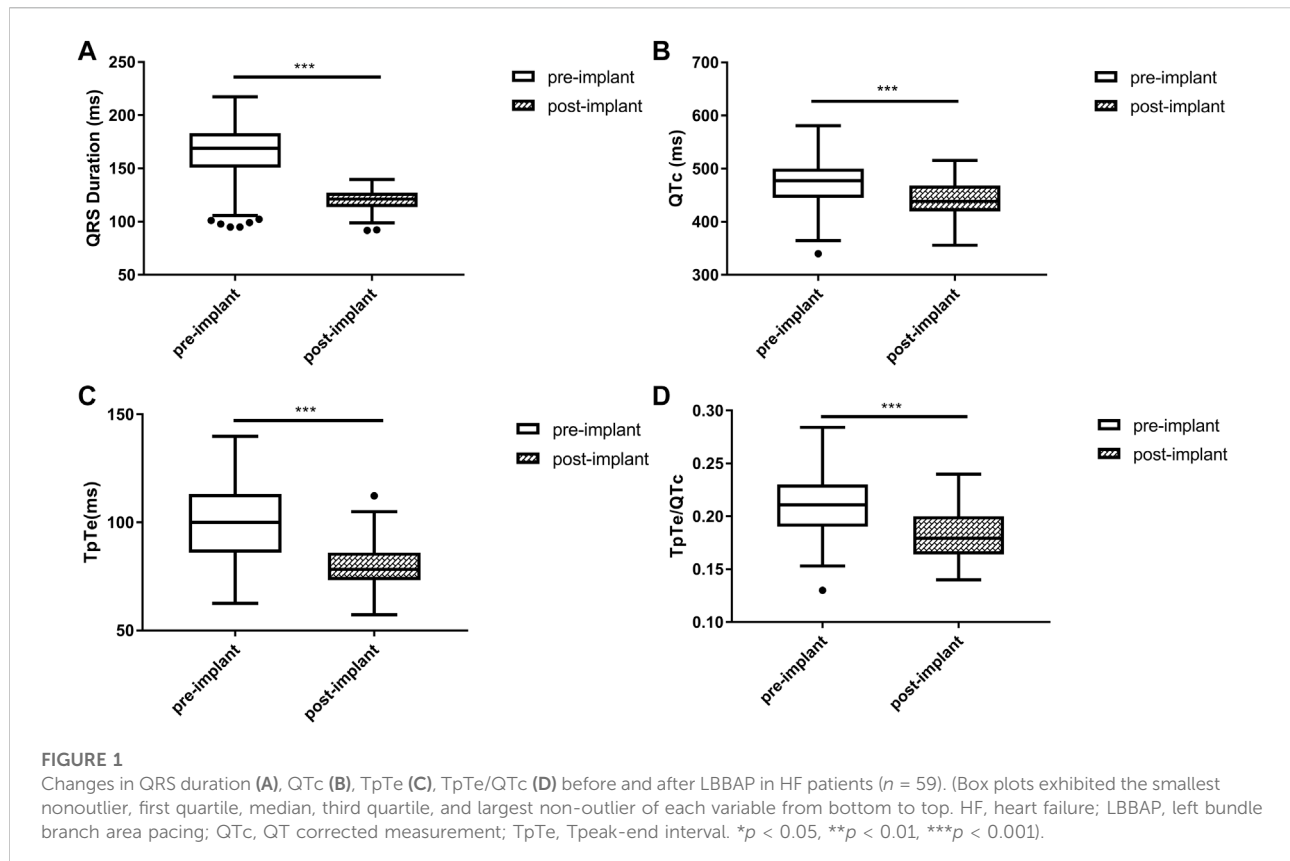 A
250
200
150
100
50
QRS Duration (ms)
***
pre-implant
post-implant
pre-implant
post-implant
B
700
600
500
400
300
QTc (ms)
***
pre-implant
post-implant
pre-implant
post-implant
C
150
100
50
TpTe(ms)
***
pre-implant
post-implant
pre-implant
post-implant
D
0.30
0.25
0.20
0.15
0.10
TpTe/QTc
***
pre-implant
post-implant
pre-implant
post-implant
FIGURE 1
Changes in QRS duration (A), QTc (B), TpTe (C), TpTe/QTc (D) before and after LBBAP in HF patients (n = 59). (Box plots exhibited the smallest
nonoutlier, first quartile, median, third quartile, and largest non-outlier of each variable from bottom to top. HF, heart failure; LBBAP, left bundle
branch area pacing; QTc, QT corrected measurement; TpTe, Tpeak-end interval. *p < 0.05, **p < 0.01, ***p < 0.001).